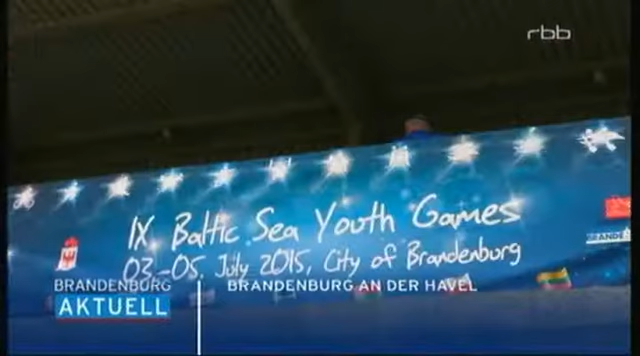 rbb
IX Baltic Sea Youth Games
03.-05. July 2015, City of Brandenburg
BRANDENBURG
AKTUELL
BRANDENBURG AN DER HAVEL